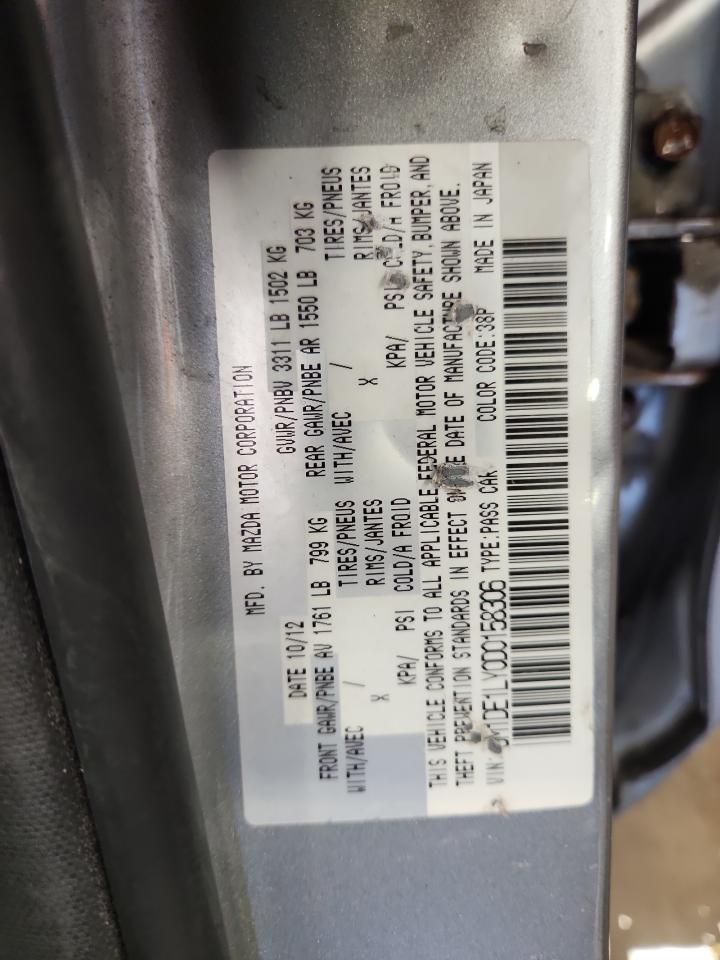 MFD. BY MAZDA MOTOR CORPORATION
DATE 10/12 GVWR/PNBV 3311 LB 1502 KG
FRONT GAWR/PNBE AV 1761 LB 799 KG REAR GAWR/PNBE AR 1550 LB 703 KG
WITH/AVEC / TIRES/PNEUS WITH/AVEC / TIRES/PNEUS
X RIMS/JANTES X RIMS/JANTES
KPA/ PSI COLD/A FROID KPA/ PSI COLD/A FROID
THIS VEHICLE CONFORMS TO ALL APPLICABLE FEDERAL MOTOR VEHICLE SAFETY, BUMPER, AND
THEFT PREVENTION STANDARDS IN EFFECT ON THE DATE OF MANUFACTURE SHOWN ABOVE.
VIN: JM1DE1LY0D0158306 TYPE:PASS CAR COLOR CODE:38P MADE IN JAPAN